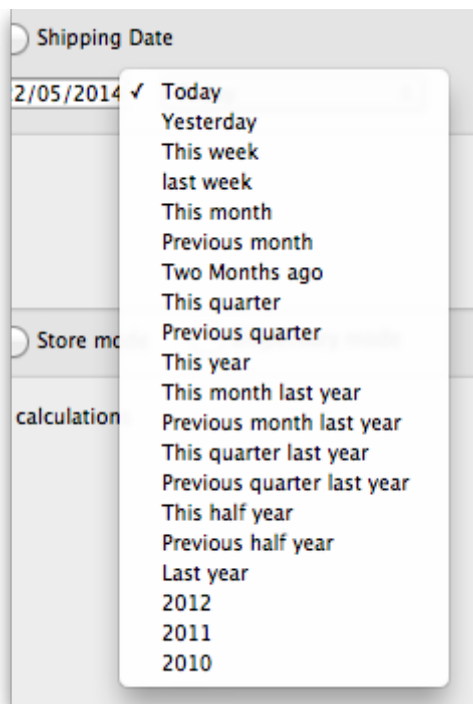 Shipping Date
2/05/2014 ✓ Today
Yesterday
This week
last week
This month
Previous month
Two Months ago
This quarter
Previous quarter
Store mo
This year
This month last year
calculation
Previous month last year
This quarter last year
Previous quarter last year
This half year
Previous half year
Last year
2012
2011
2010